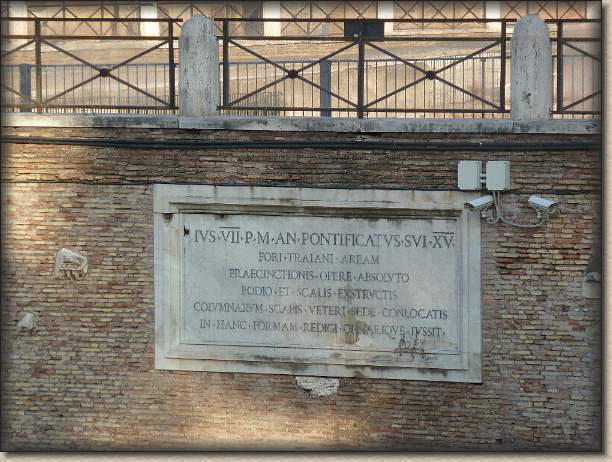 PIVS·VII·P·M·AN·PONTIFICATVS·SVI·XV·
FORI·TRAIANI·AREAM
PRAECINCTIONIS·OPERE·ABSOLVTO
PODIO·ET·SCALIS·EXSTRVCTIS
COLVMNARVM·SCAPIS·VETERI·SEDE·CONLOCATIS
IN·HANC·FORMAM·REDIGI·ORNARIQVE·IVSSIT·